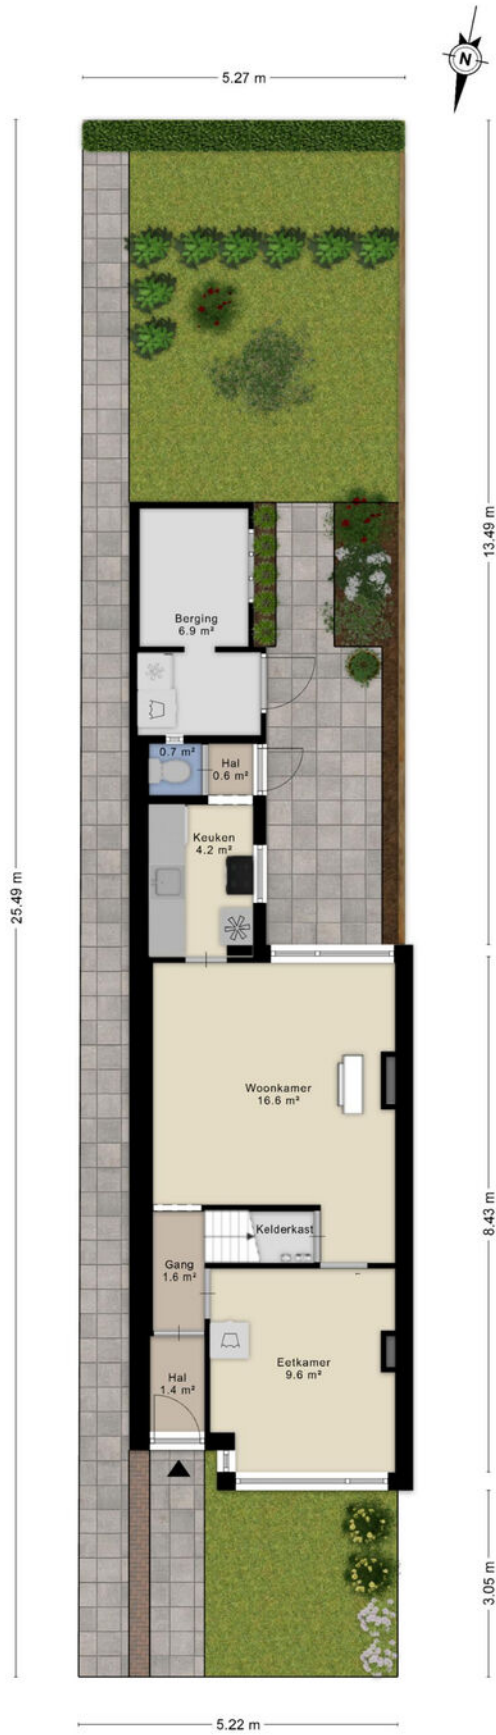 N
5.27 m
13.49 m
Berging
6.9 m²
0.7 m²
Hal
0.6 m²
Keuken
4.2 m²
25.49 m
Woonkamer
16.6 m²
8.43 m
Kelderkast
Gang
1.6 m²
Eetkamer
9.6 m²
Hal
1.4 m²
3.05 m
5.22 m